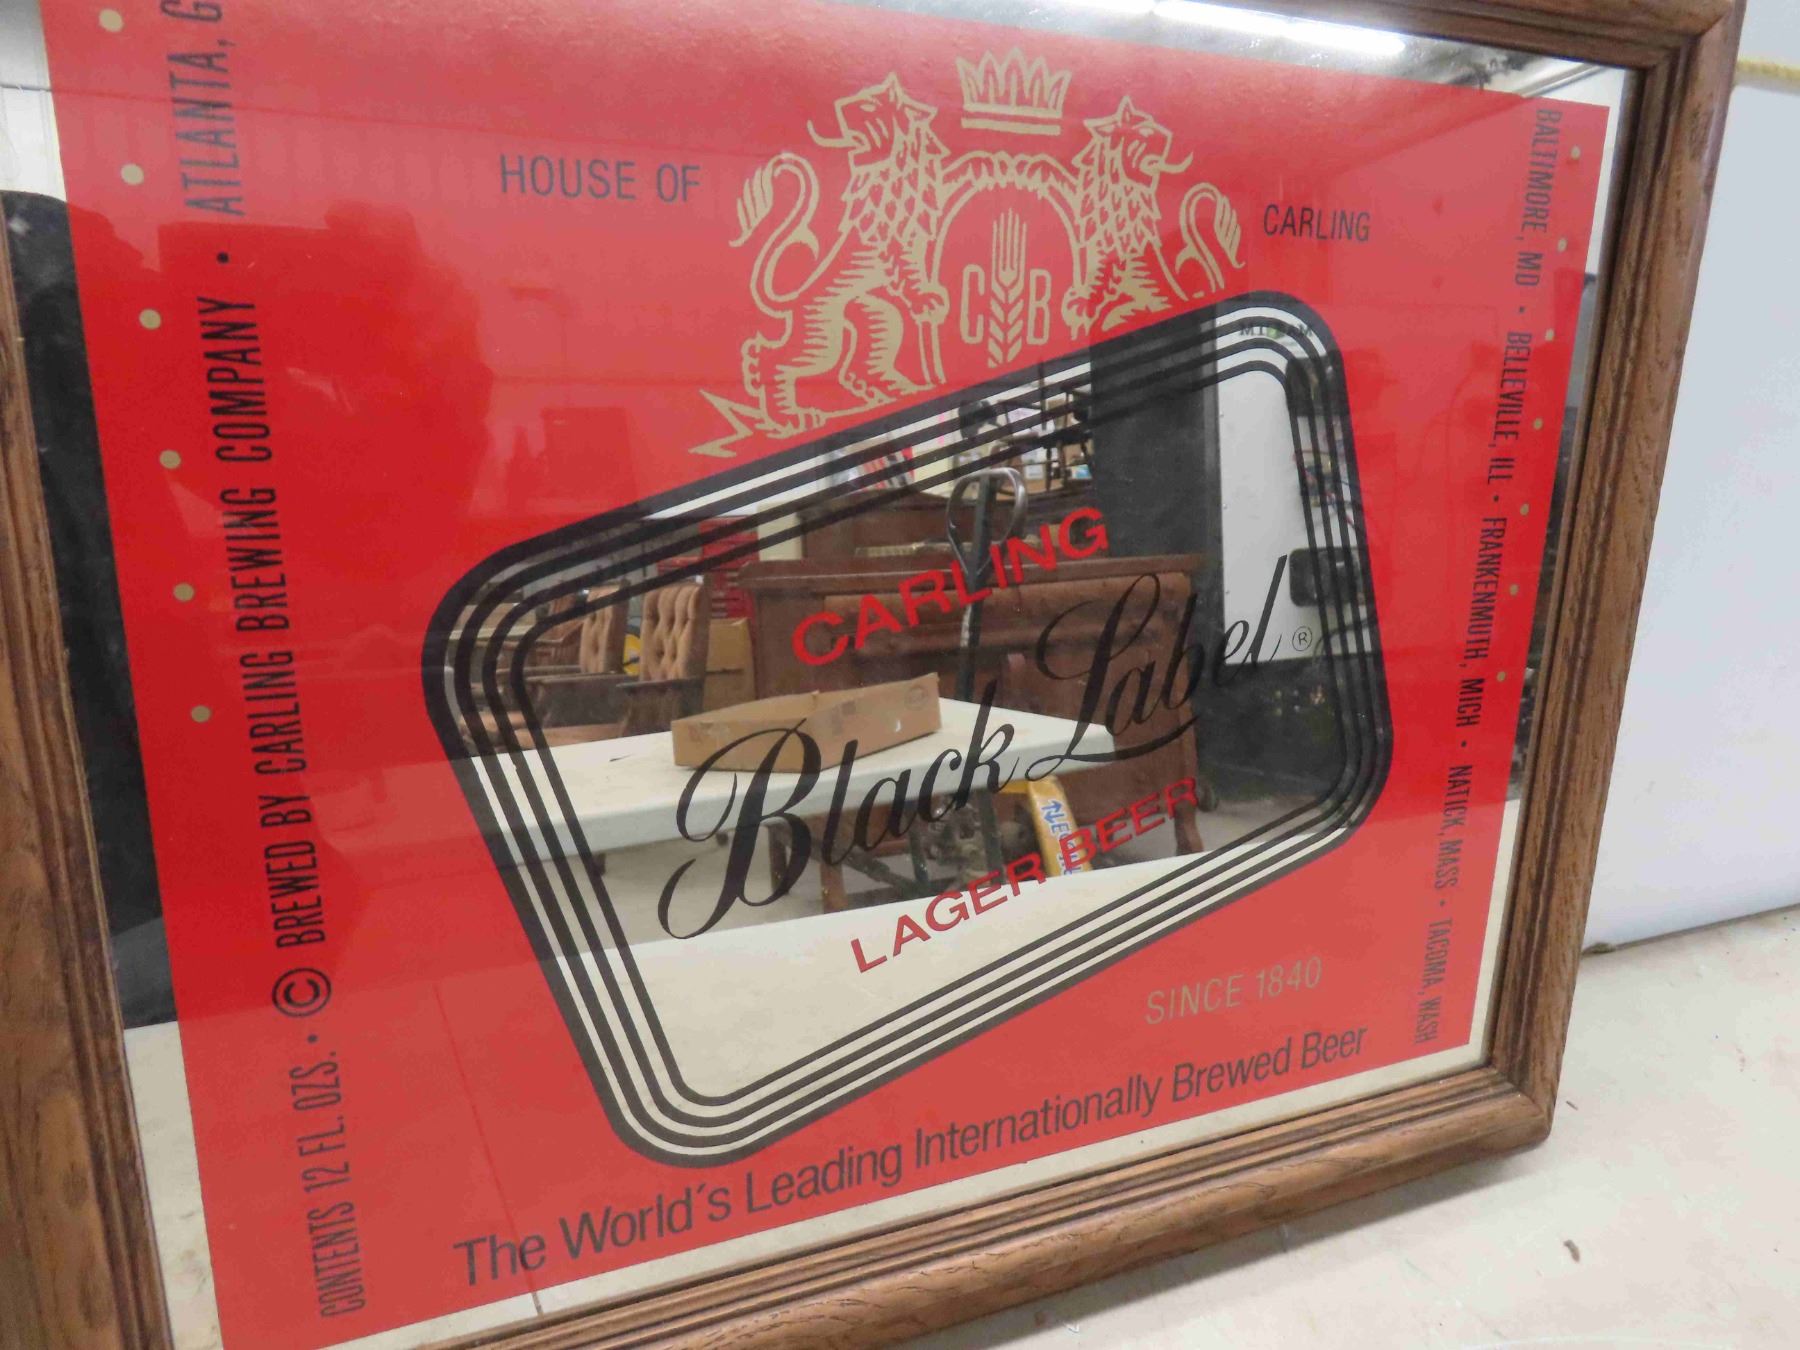 HOUSE OF CARLING
C B
CARLING
Black Label ®
LAGER BEER
SINCE 1840
The World's Leading Internationally Brewed Beer
CONTENTS 12 FL. OZS. • © BREWED BY CARLING BREWING COMPANY • ATLANTA, G
BALTIMORE, MD • BELLEVILLE, ILL • FRANKENMUTH, MICH • NATICK, MASS • TACOMA, WASH